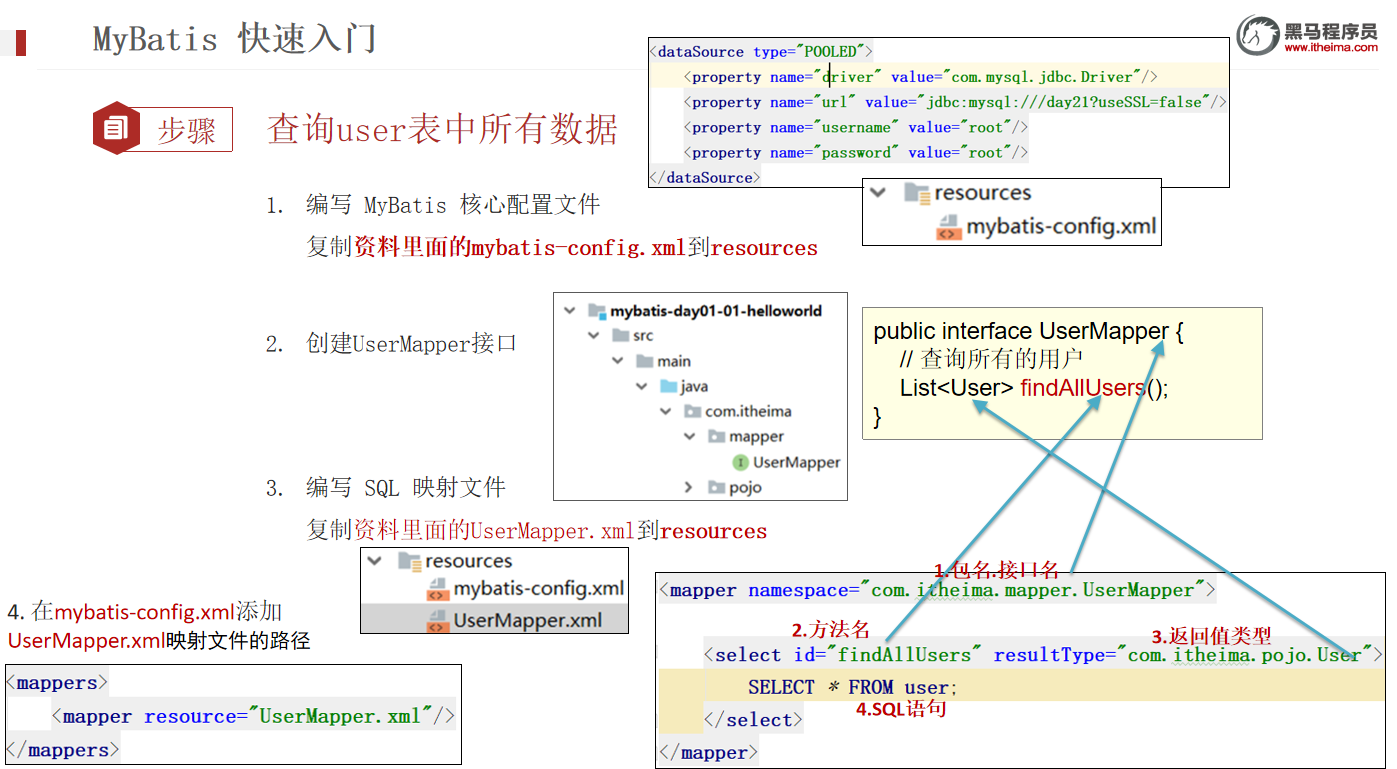 MyBatis 快速入门
黑马程序员
www.itheima.com
<dataSource type="POOLED">
<property name="driver" value="com.mysql.jdbc.Driver"/>
<property name="url" value="jdbc:mysql:///day21?useSSL=false"/>
<property name="username" value="root"/>
<property name="password" value="root"/>
</dataSource>
步骤
查询user表中所有数据
1. 编写 MyBatis 核心配置文件
复制资料里面的mybatis-config.xml到resources
resources
mybatis-config.xml
2. 创建UserMapper接口
mybatis-day01-01-helloworld
src
main
java
com.itheima
mapper
UserMapper
pojo
public interface UserMapper {
// 查询所有的用户
List<User> findAllUsers();
}
3. 编写 SQL 映射文件
复制资料里面的UserMapper.xml到resources
resources
mybatis-config.xml
UserMapper.xml
4. 在mybatis-config.xml添加
UserMapper.xml映射文件的路径
<mappers>
<mapper resource="UserMapper.xml"/>
</mappers>
1.包名.接口名
<mapper namespace="com.itheima.mapper.UserMapper">
2.方法名
3.返回值类型
<select id="findAllUsers" resultType="com.itheima.pojo.User">
SELECT * FROM user;
4.SQL语句
</select>
</mapper>